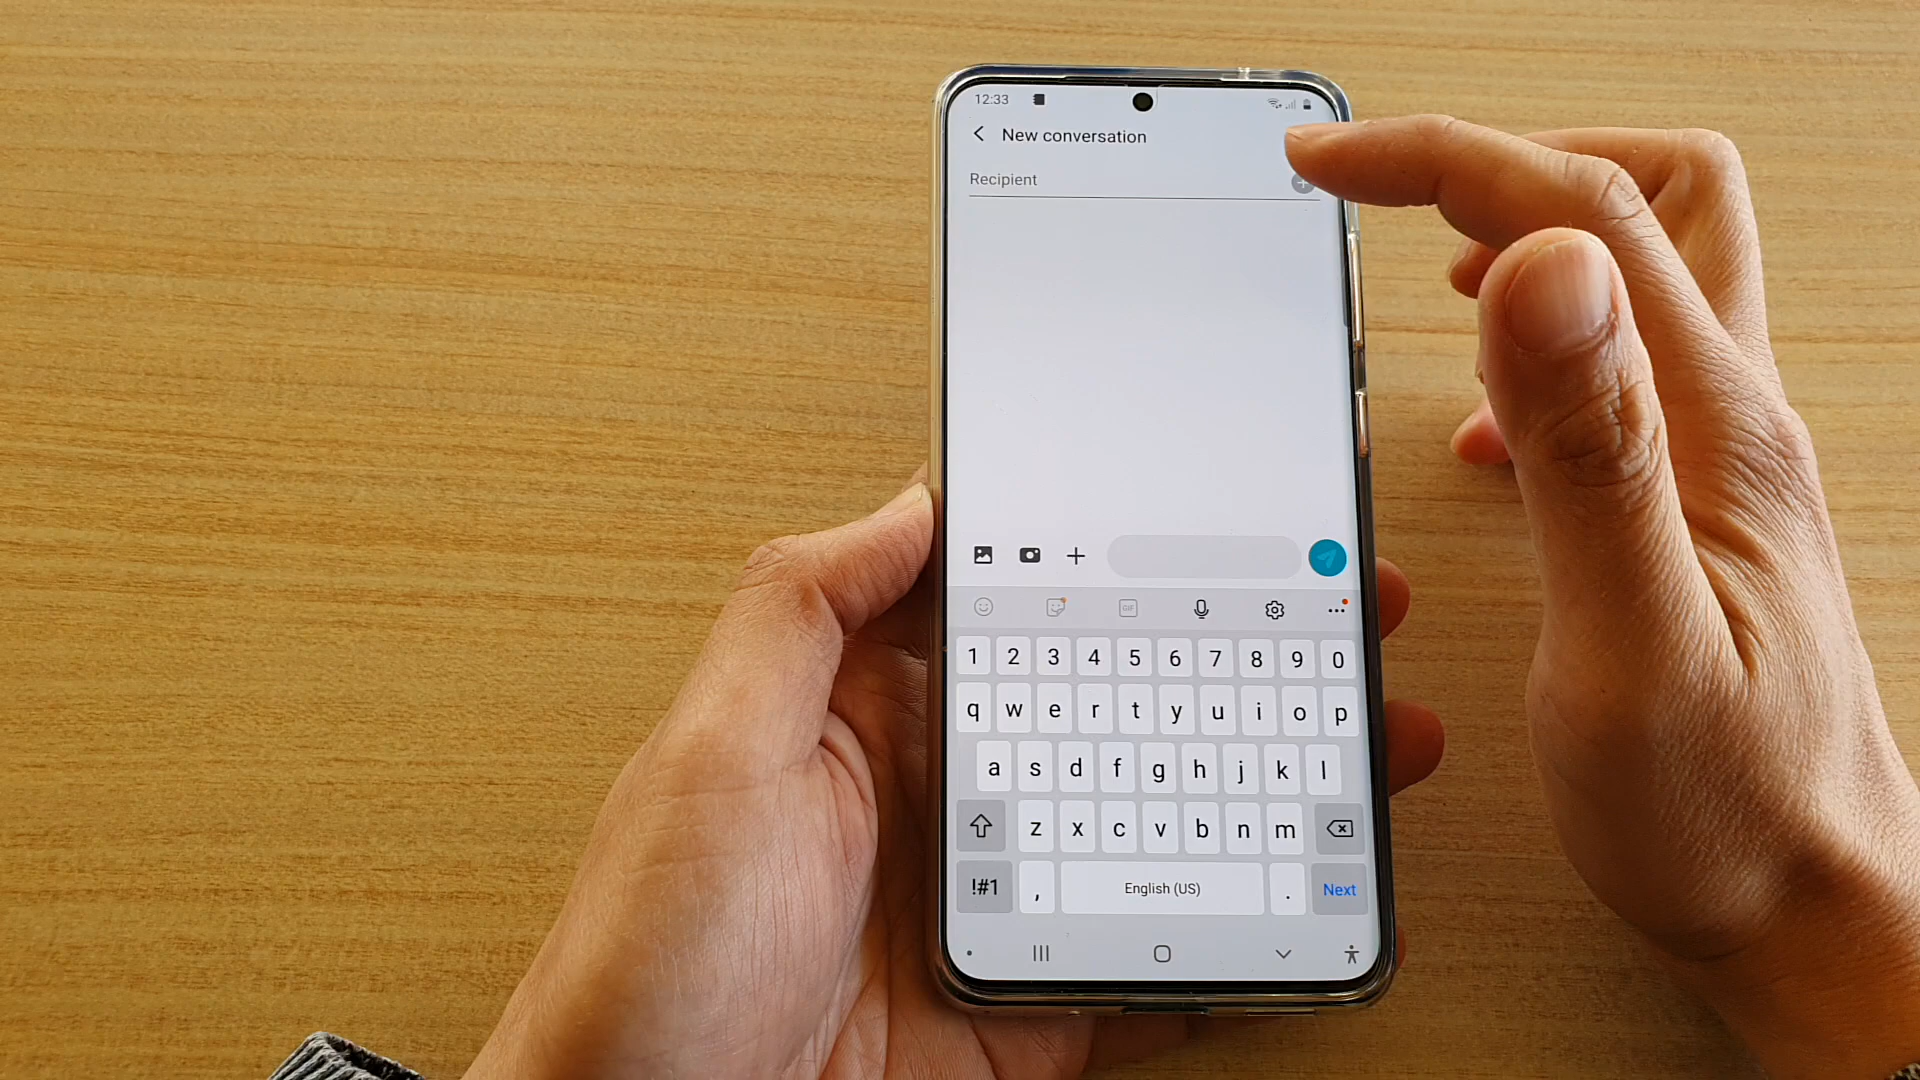 12:33
New conversation
Recipient
GIF
1 2 3 4 5 6 7 8 9 0
q w e r t y u i o p
a s d f g h j k l
z x c v b n m
!#1 , English (US) . Next